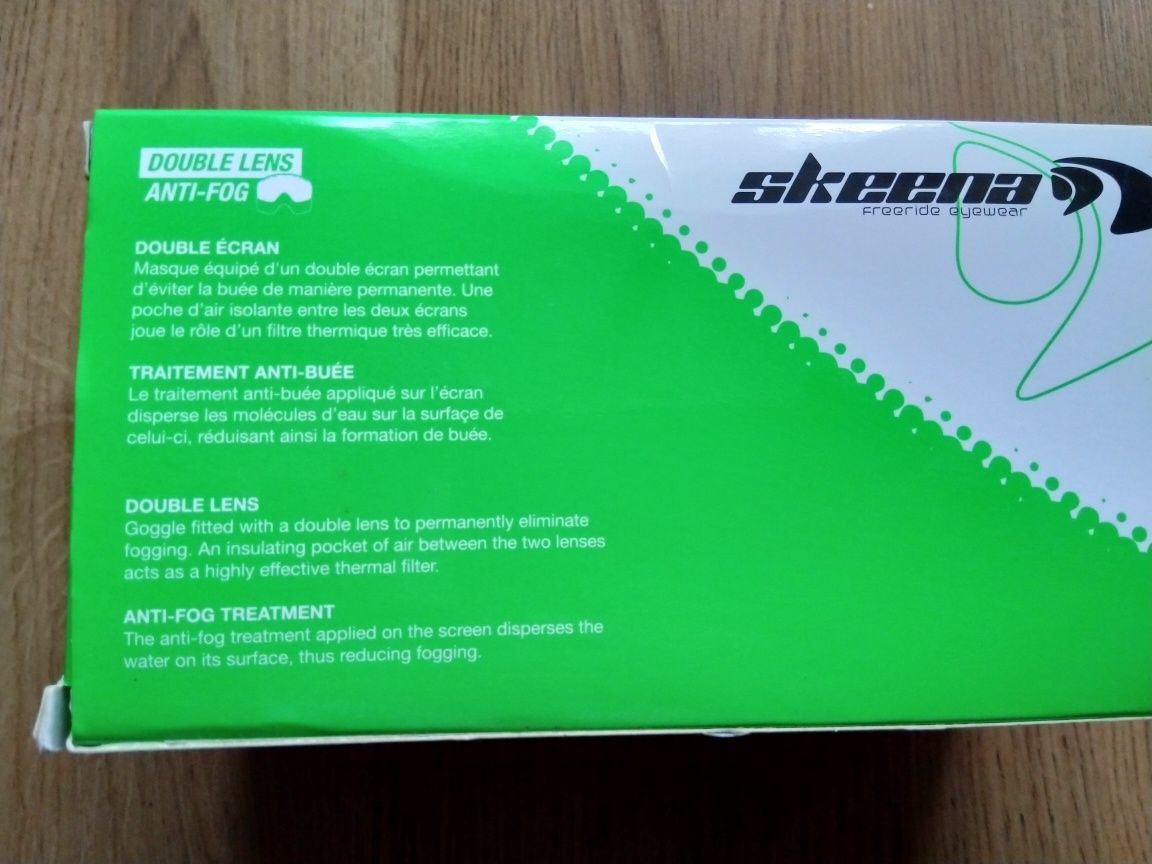 DOUBLE LENS
ANTI-FOG
skeena
Freeride eyewear
DOUBLE ÉCRAN
Masque équipé d'un double écran permettant
d'éviter la buée de manière permanente. Une
poche d'air isolante entre les deux écrans
joue le rôle d'un filtre thermique très efficace.
TRAITEMENT ANTI-BUÉE
Le traitement anti-buée appliqué sur l'écran
disperse les molécules d'eau sur la surfaçe de
celui-ci, réduisant ainsi la formation de buée.
DOUBLE LENS
Goggle fitted with a double lens to permanently eliminate
fogging. An insulating pocket of air between the two lenses
acts as a highly effective thermal filter.
ANTI-FOG TREATMENT
The anti-fog treatment applied on the screen disperses the
water on its surface, thus reducing fogging.